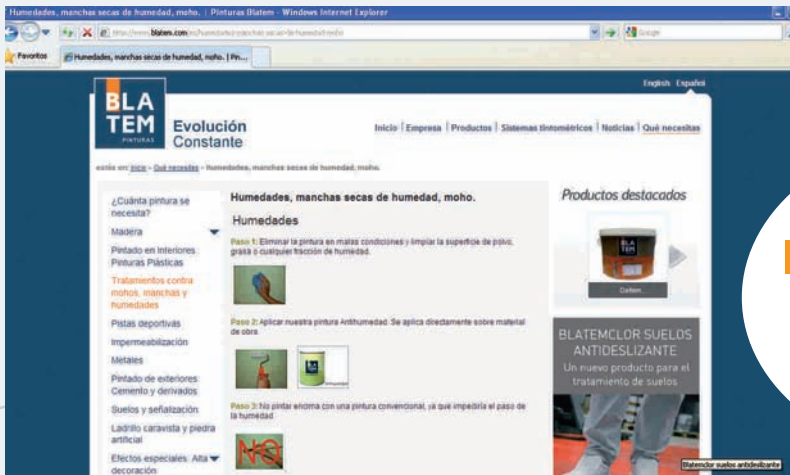 Humedades, manchas secas de humedad, moho. | Pinturas Blatem - Windows Internet Explorer
Google
Favoritos
Humedades, manchas secas de humedad, moho. | Pin...
English Español
BLA
TEM
PINTURAS
Evolución
Constante
Inicio | Empresa | Productos | Sistemas tintométricos | Noticias | Qué necesitas
estás en: Inicio - Qué necesitas - Humedades, manchas secas de humedad, moho.
¿Cuánta pintura se
necesita?
Madera
Pintado en Interiores.
Pinturas Plásticas
Tratamientos contra
mohos, manchas y
humedades
Pistas deportivas
Impermeabilización
Metales
Pintado de exteriores.
Cemento y derivados
Suelos y señalización
Ladrillo caravista y piedra
artificial
Efectos especiales. Alta
decoración
Humedades, manchas secas de humedad, moho.
Humedades
Paso 1: Eliminar la pintura en malas condiciones y limpiar la superficie de polvo,
grasa o cualquier fracción de humedad.
Paso 2: Aplicar nuestra pintura Antihumedad. Se aplica directamente sobre material
de obra.
Paso 3: No pintar encima con una pintura convencional, ya que impediría el paso de
la humedad.
NO
Productos destacados
BLA
TEM
BLATEMCLOR SUELOS
ANTIDESLIZANTE
Un nuevo producto para el
tratamiento de suelos
Blatemclor suelos antideslizante